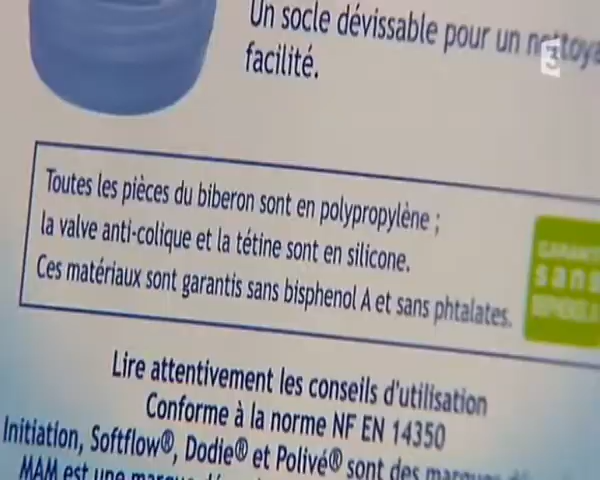 Un socle dévissable pour un
facilité.
3
Toutes les pièces du biberon sont en polypropylène ;
la valve anti-colique et la tétine sont en silicone.
Ces matériaux sont garantis sans bisphenol A et sans phtalates.
sans
Lire attentivement les conseils d'utilisation
Conforme à la norme NF EN 14350
Initiation, Softflow®, Dodie® et Polivé® sont des
MAM est une